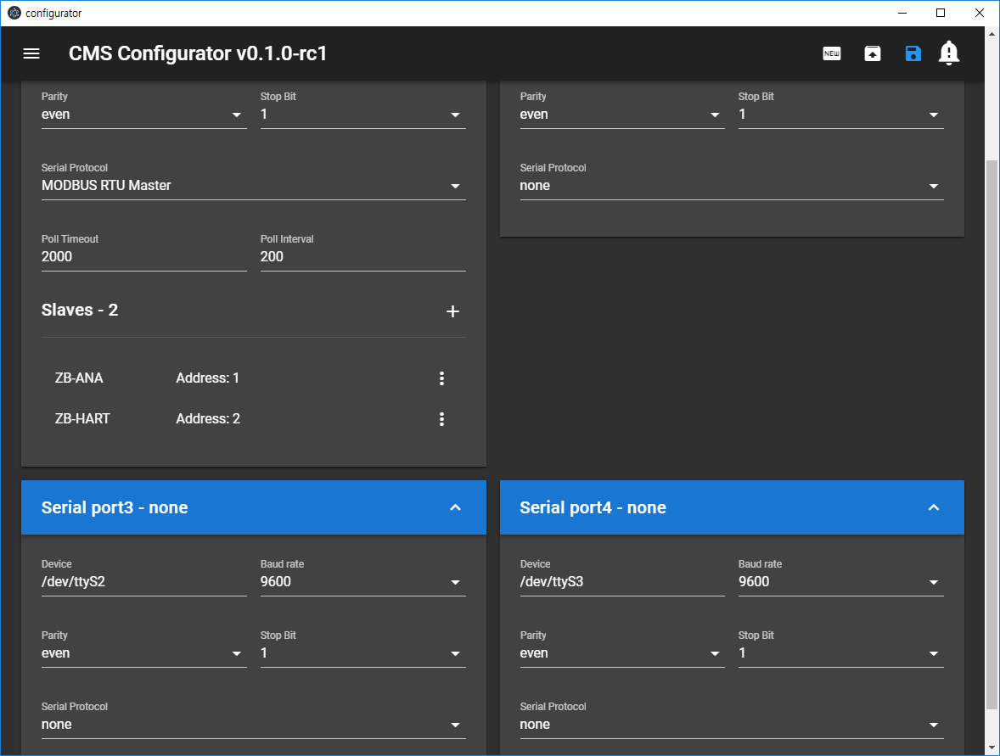 configurator
CMS Configurator v0.1.0-rc1
NEW
Parity
even
Stop Bit
1
Serial Protocol
MODBUS RTU Master
Poll Timeout
2000
Poll Interval
200
Slaves - 2
ZB-ANA Address: 1
ZB-HART Address: 2
Parity
even
Stop Bit
1
Serial Protocol
none
Serial port3 - none
Device
/dev/ttyS2
Baud rate
9600
Parity
even
Stop Bit
1
Serial Protocol
none
Serial port4 - none
Device
/dev/ttyS3
Baud rate
9600
Parity
even
Stop Bit
1
Serial Protocol
none